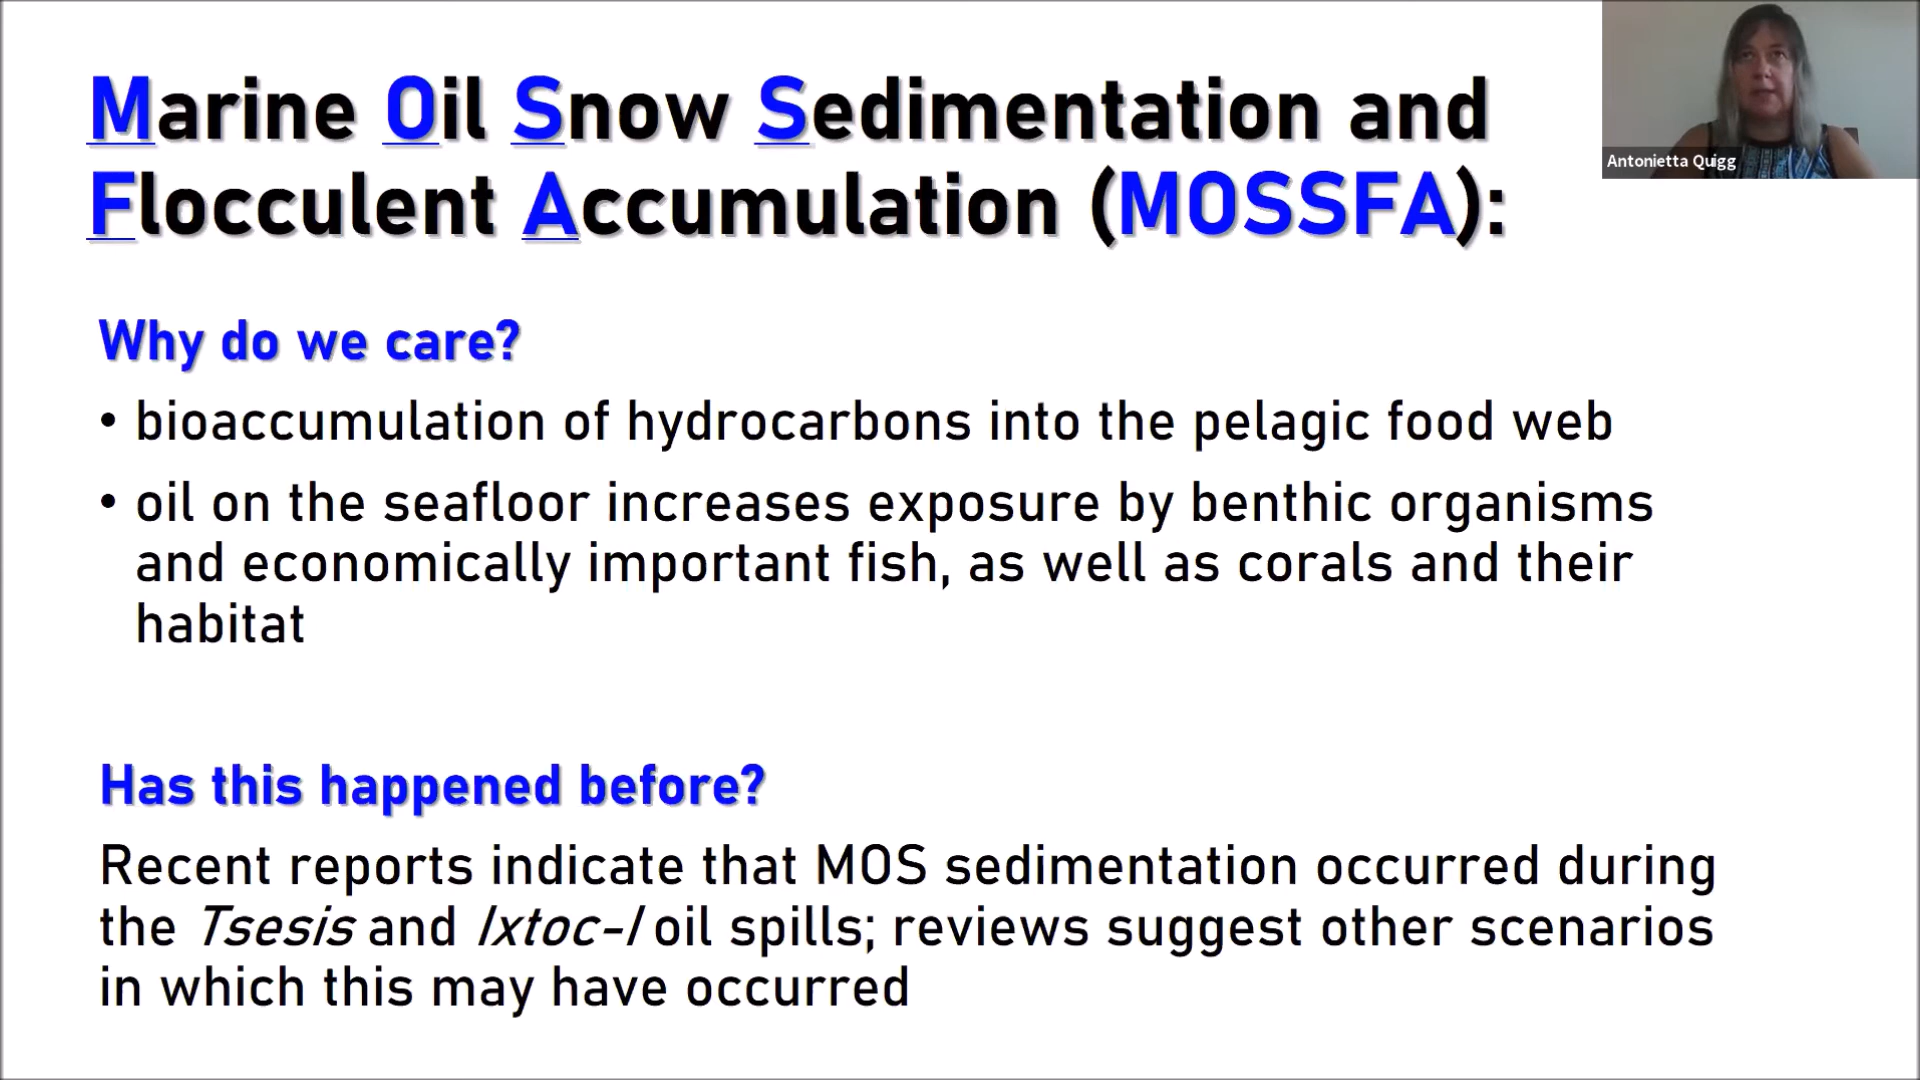 Marine Oil Snow Sedimentation and
Flocculent Accumulation (MOSSFA):
Antonietta Quigg
Why do we care?
• bioaccumulation of hydrocarbons into the pelagic food web
• oil on the seafloor increases exposure by benthic organisms
and economically important fish, as well as corals and their
habitat
Has this happened before?
Recent reports indicate that MOS sedimentation occurred during
the Tsesis and Ixtoc-I oil spills; reviews suggest other scenarios
in which this may have occurred